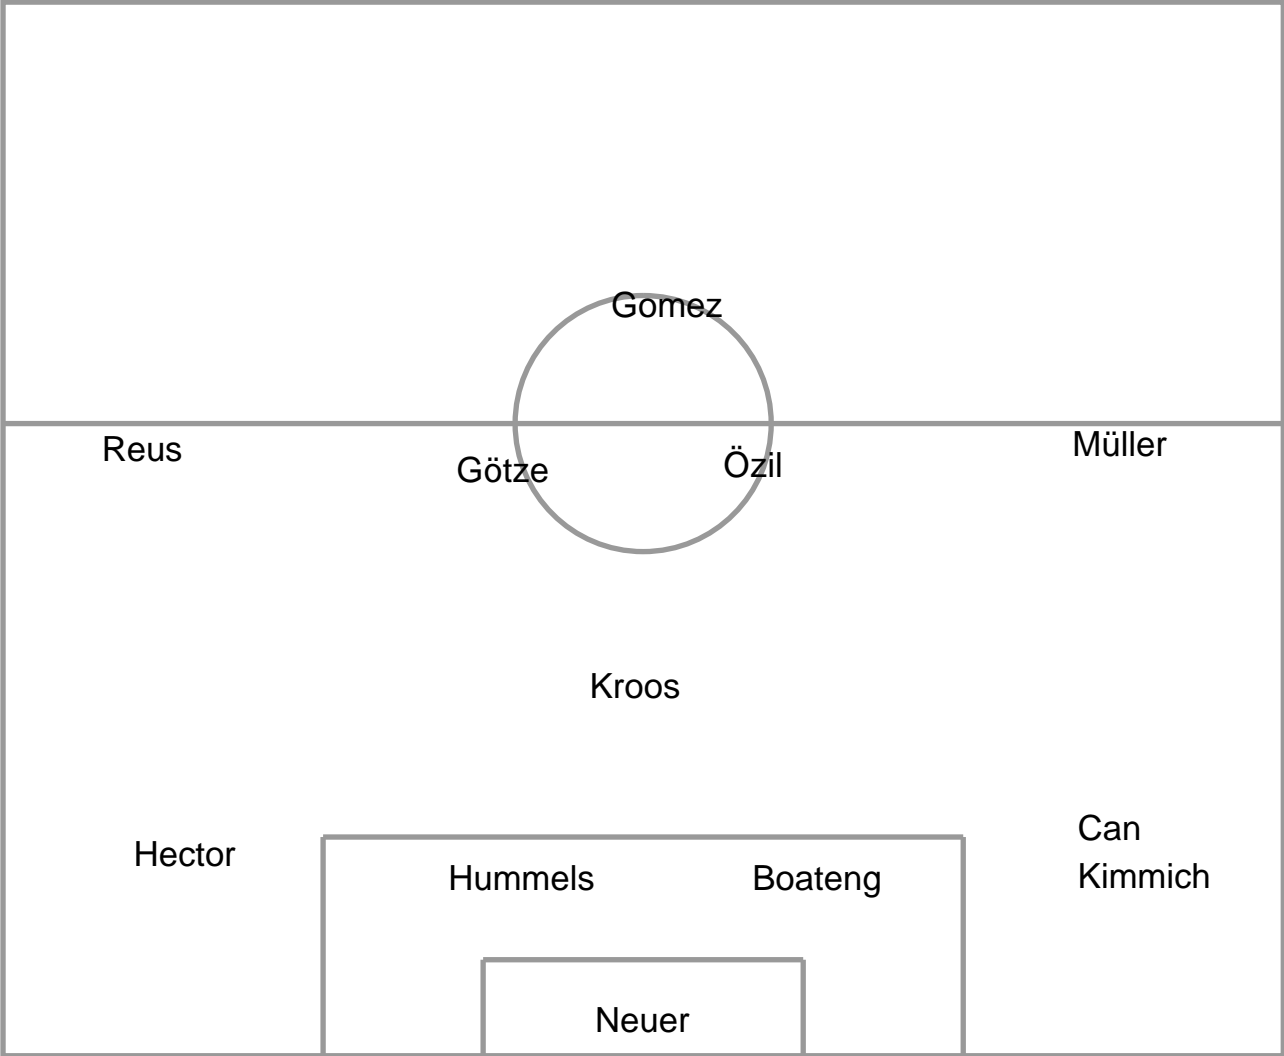 Gomez
Reus
Götze
Özil
Müller
Kroos
Hector
Hummels
Boateng
Can
Kimmich
Neuer